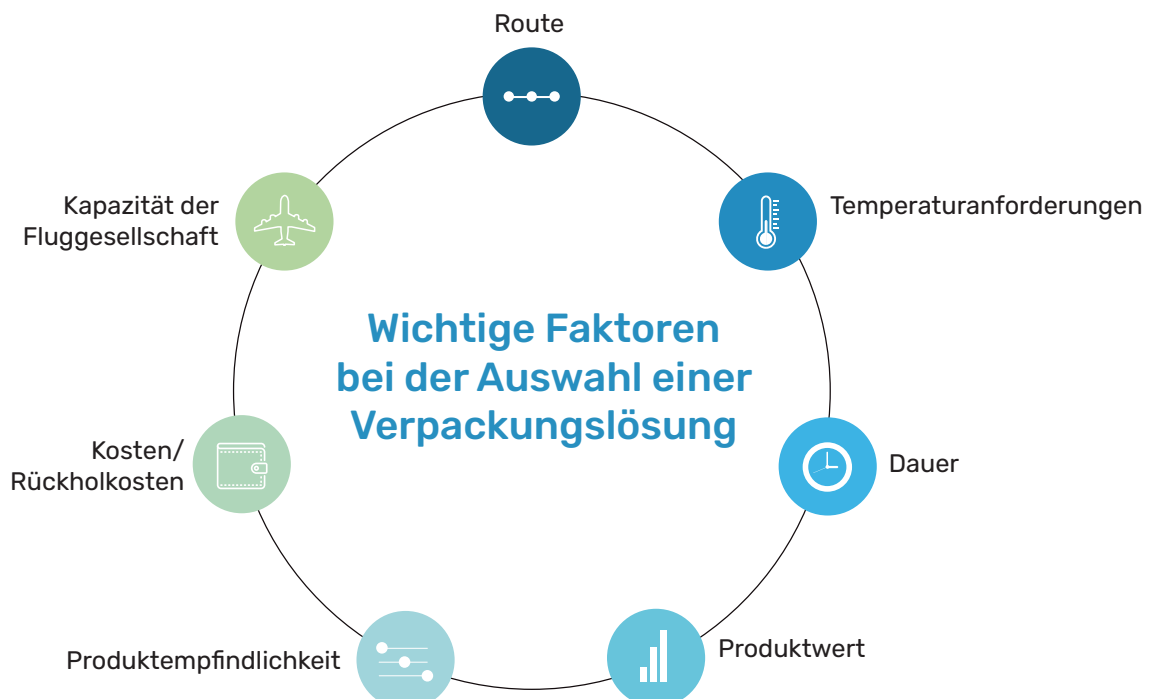 Route
Kapazität der
Fluggesellschaft
Temperaturanforderungen
Wichtige Faktoren
bei der Auswahl einer
Verpackungslösung
Kosten/
Rückholkosten
Dauer
Produktempfindlichkeit
Produktwert